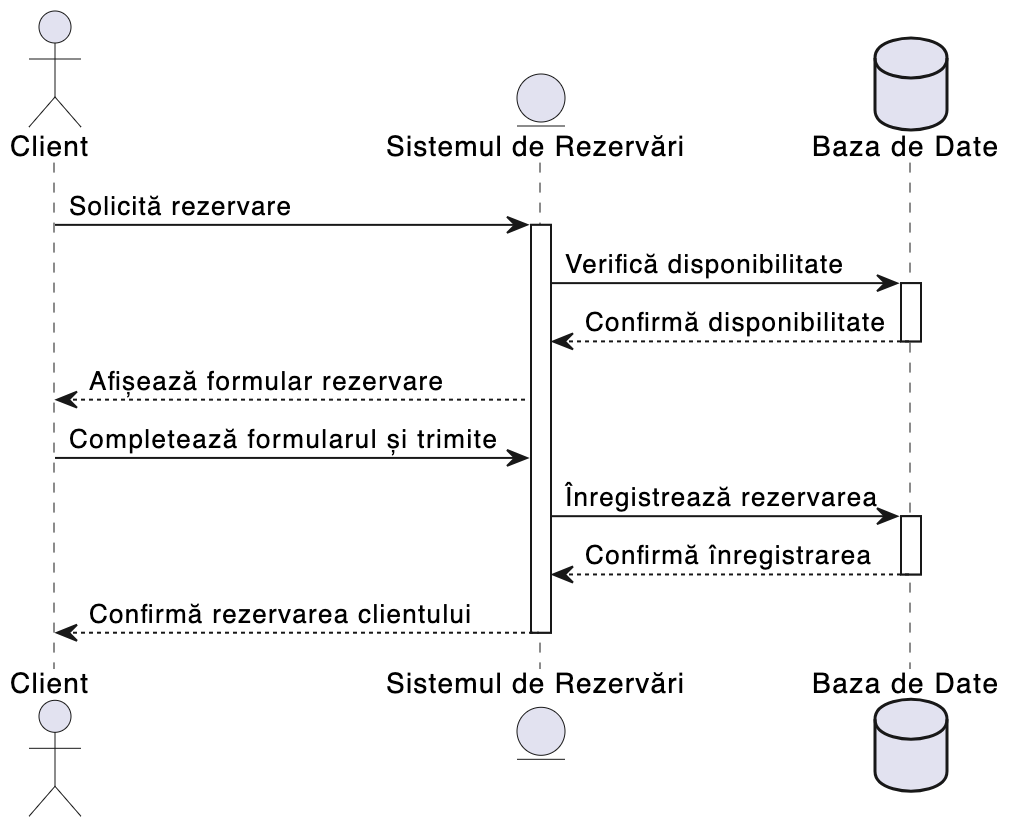 Client
Sistemul de Rezervări
Baza de Date
Solicită rezervare
Verifică disponibilitate
Confirmă disponibilitate
Afișează formular rezervare
Completează formularul și trimite
Înregistrează rezervarea
Confirmă înregistrarea
Confirmă rezervarea clientului
Client
Sistemul de Rezervări
Baza de Date